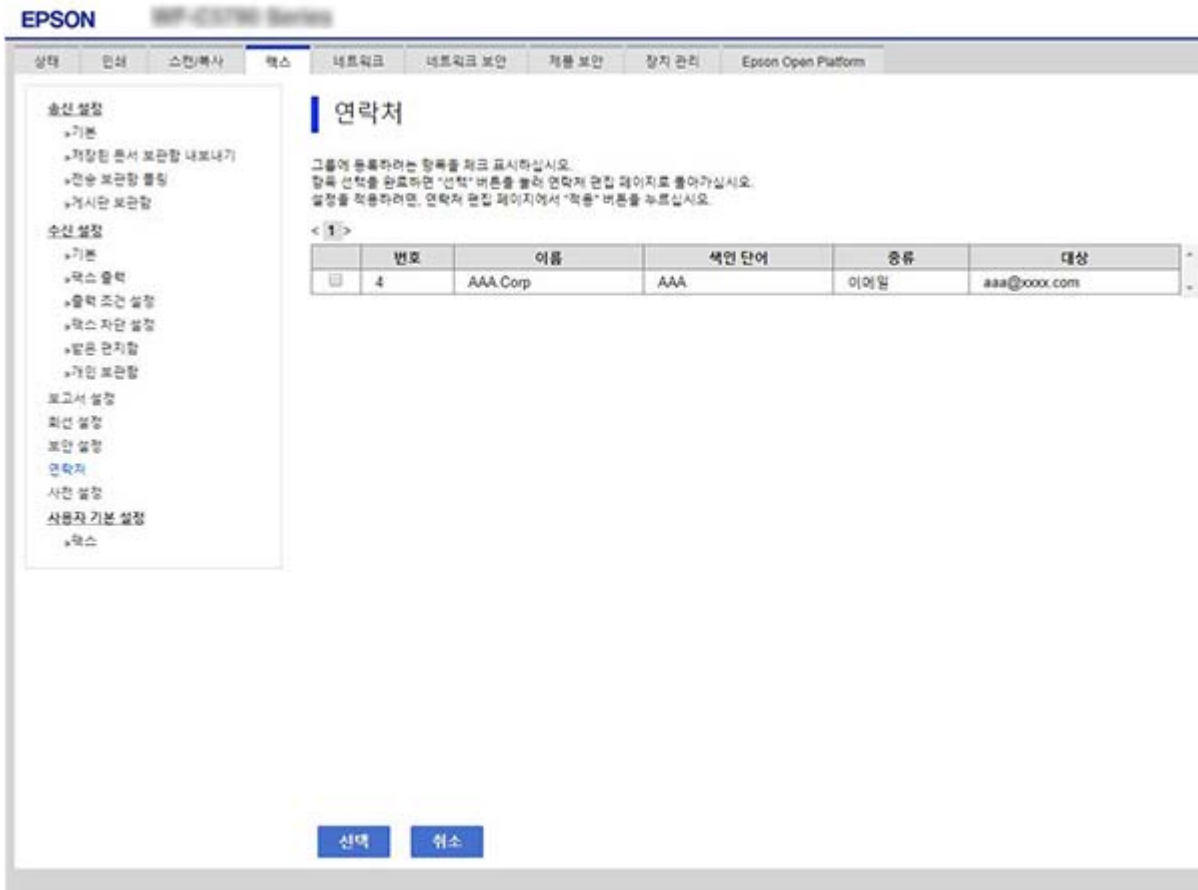 EPSON
상태 인쇄 스캔/복사 팩스 네트워크 네트워크 보안 제품 보안 장치 관리 Epson Open Platform
송신 설정
»기본
»저장된 문서 보관함 내보내기
»전송 보관함 폴링
»게시판 보관함
수신 설정
»기본
»팩스 출력
»출력 조건 설정
»팩스 차단 설정
»받은 편지함
»개인 보관함
보고서 설정
회선 설정
보안 설정
연락처
사전 설정
사용자 기본 설정
»팩스
연락처
그룹에 등록하려는 항목을 체크 표시하십시오.
항목 선택을 완료하면 "선택" 버튼을 눌러 연락처 편집 페이지로 돌아가십시오.
설정을 적용하려면, 연락처 편집 페이지에서 "적용" 버튼을 누르십시오.
< 1 >
번호 이름 색인 단어 종류 대상
4 AAA.Corp AAA 이메일 aaa@xxxx.com
선택 취소